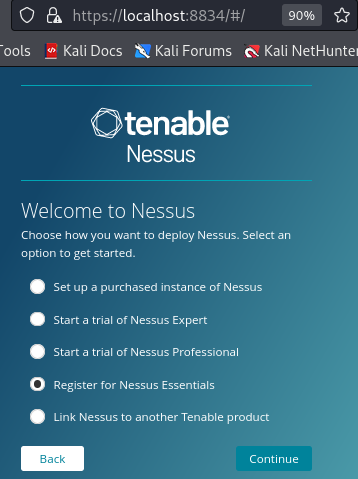 https://localhost:8834/#/ 90%
Tools Kali Docs Kali Forums Kali NetHunter
tenable
Nessus
Welcome to Nessus
Choose how you want to deploy Nessus. Select an
option to get started.
Set up a purchased instance of Nessus
Start a trial of Nessus Expert
Start a trial of Nessus Professional
Register for Nessus Essentials
Link Nessus to another Tenable product
Back Continue